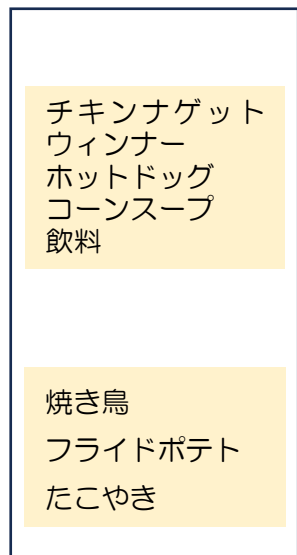 チキンナゲット
ウィンナー
ホットドッグ
コーンスープ
飲料
焼き鳥
フライドポテト
たこやき